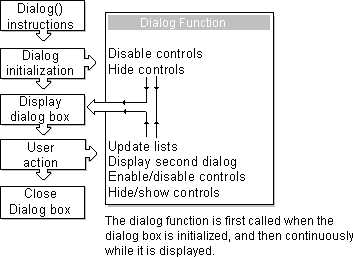 Dialog()
instructions
Dialog
initialization
Display
dialog box
User
action
Close
Dialog box
Dialog Function
Disable controls
Hide controls
Update lists
Display second dialog
Enable/disable controls
Hide/show controls
The dialog function is first called when the
dialog box is initialized, and then continuously
while it is displayed.